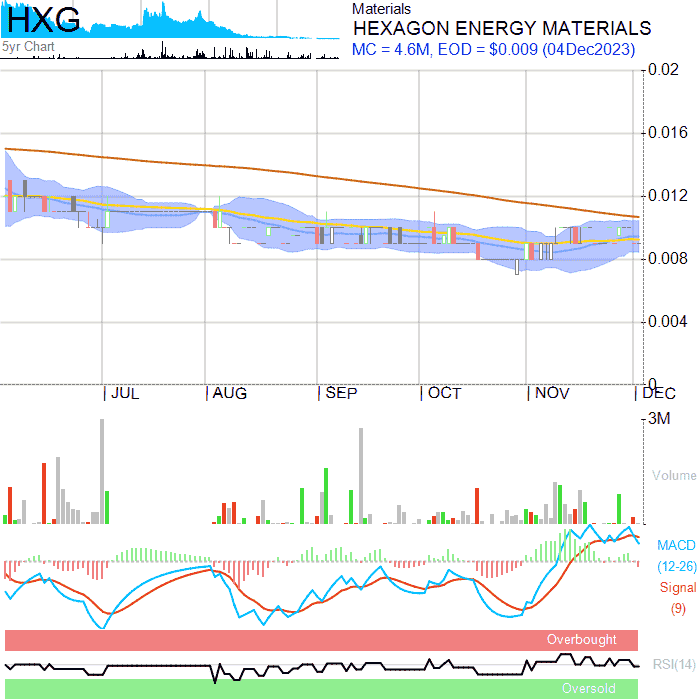 HXG
5yr Chart
Materials
HEXAGON ENERGY MATERIALS
MC = 4.6M, EOD = $0.009 (04Dec2023)
0.02
0.016
0.012
0.008
0.004
0
JUL AUG SEP OCT NOV DEC
3M
Volume
MACD
(12-26)
Signal
(9)
Overbought
RSI(14)
Oversold